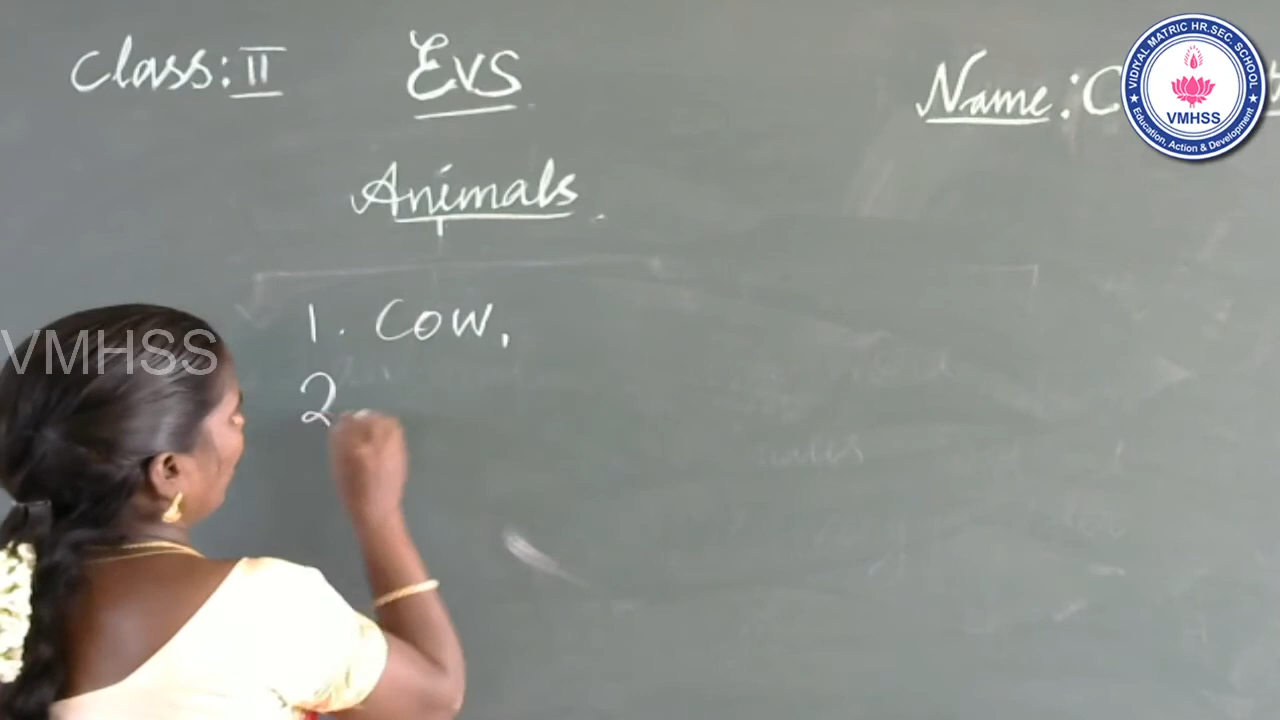 Class: II
EVS
Name: C
VIDIYAL MATRIC HR.SEC. SCHOOL
VMHSS
Education, Action & Development
Animals
1. Cow,
2
VMHSS